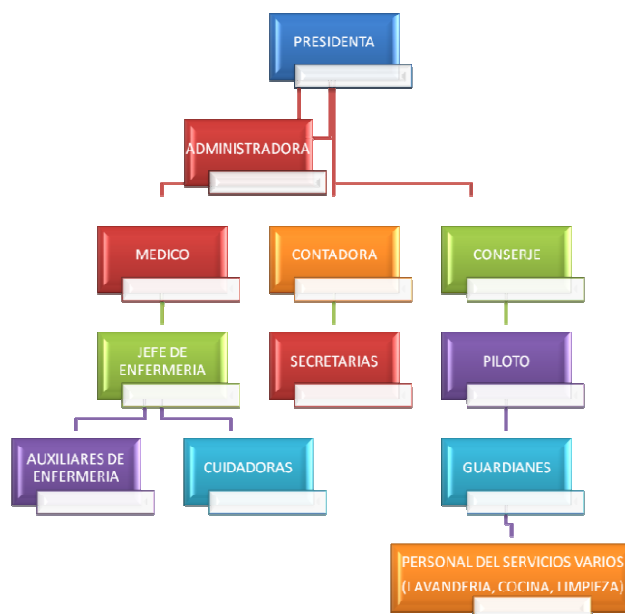 PRESIDENTA
ADMINISTRADORA
MEDICO
CONTADORA
CONSERJE
JEFE DE
ENFERMERIA
SECRETARIAS
PILOTO
AUXILIARES DE
ENFERMERIA
CUIDADORAS
GUARDIANES
PERSONAL DEL SERVICIOS VARIOS
(LAVANDERIA, COCINA, LIMPIEZA)